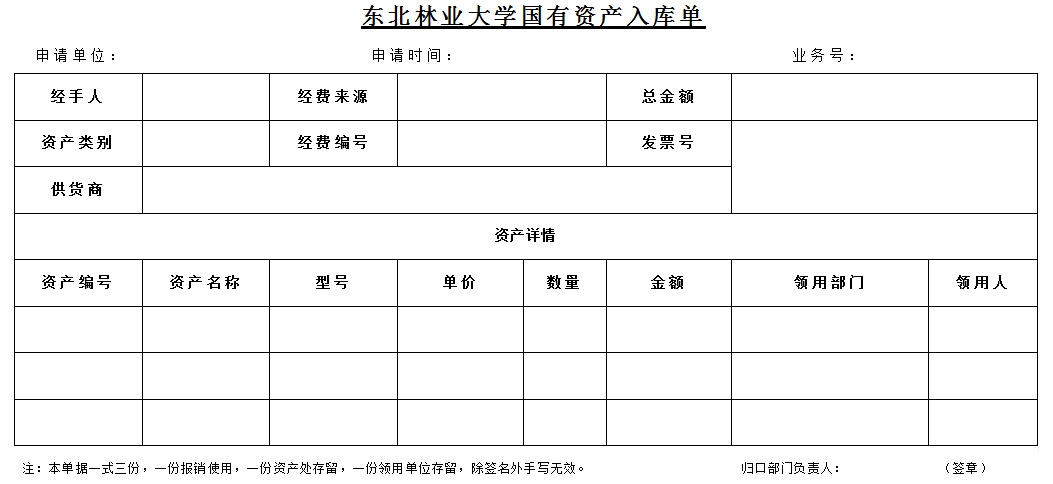 东北林业大学国有资产入库单
申请单位： 申请时间： 业务号：
经手人 经费来源 总金额
资产类别 经费编号 发票号
供货商
资产详情
资产编号 资产名称 型号 单价 数量 金额 领用部门 领用人
注：本单据一式三份，一份报销使用，一份资产处存留，一份领用单位存留，除签名外手写无效。 归口部门负责人： （签章）